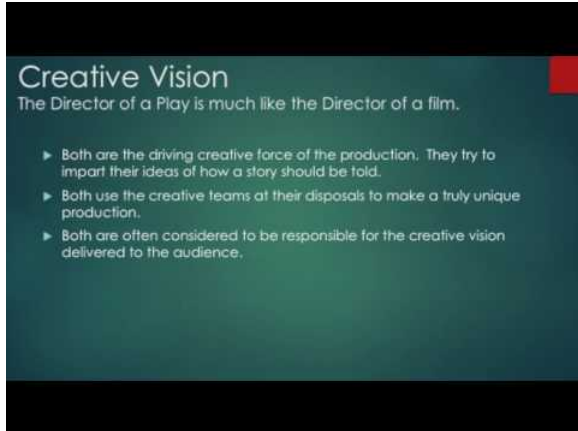 Creative Vision
The Director of a Play is much like the Director of a film.
Both are the driving creative force of the production. They try to
impart their ideas of how a story should be told.
Both use the creative teams at their disposals to make a truly unique
production.
Both are often considered to be responsible for the creative vision
delivered to the audience.